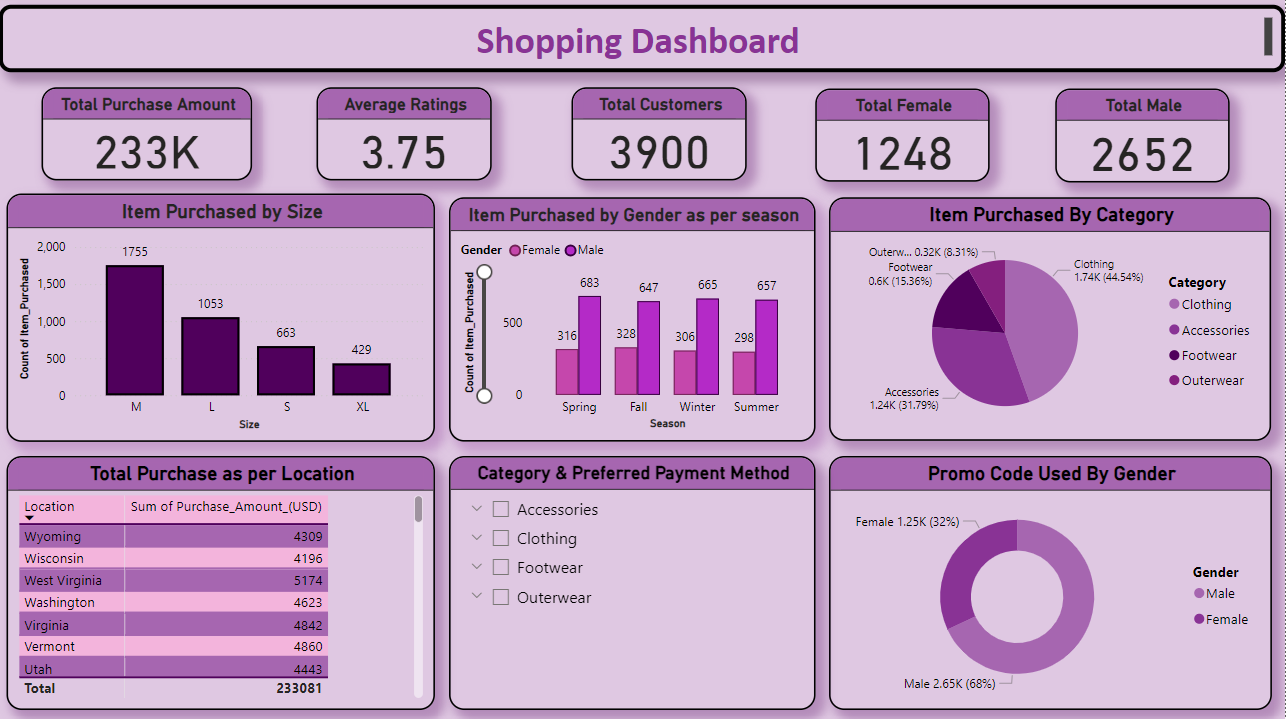 Shopping Dashboard
Total Purchase Amount
233K
Average Ratings
3.75
Total Customers
3900
Total Female
1248
Total Male
2652
Item Purchased by Size
Count of Item_Purchased
2,000
1,500
1,000
500
0
1755
1053
663
429
M L S XL
Size
Item Purchased by Gender as per season
Gender Female Male
Count of Item_Purchased
500
0
316 683
328 647
306 665
298 657
Spring Fall Winter Summer
Season
Item Purchased By Category
Outerw... 0.32K (8.31%)
Footwear
0.6K (15.36%)
Clothing
1.74K (44.54%)
Accessories
1.24K (31.79%)
Category
Clothing
Accessories
Footwear
Outerwear
Total Purchase as per Location
Location Sum of Purchase_Amount_(USD)
Wyoming 4309
Wisconsin 4196
West Virginia 5174
Washington 4623
Virginia 4842
Vermont 4860
Utah 4443
Total 233081
Category & Preferred Payment Method
Accessories
Clothing
Footwear
Outerwear
Promo Code Used By Gender
Female 1.25K (32%)
Male 2.65K (68%)
Gender
Male
Female